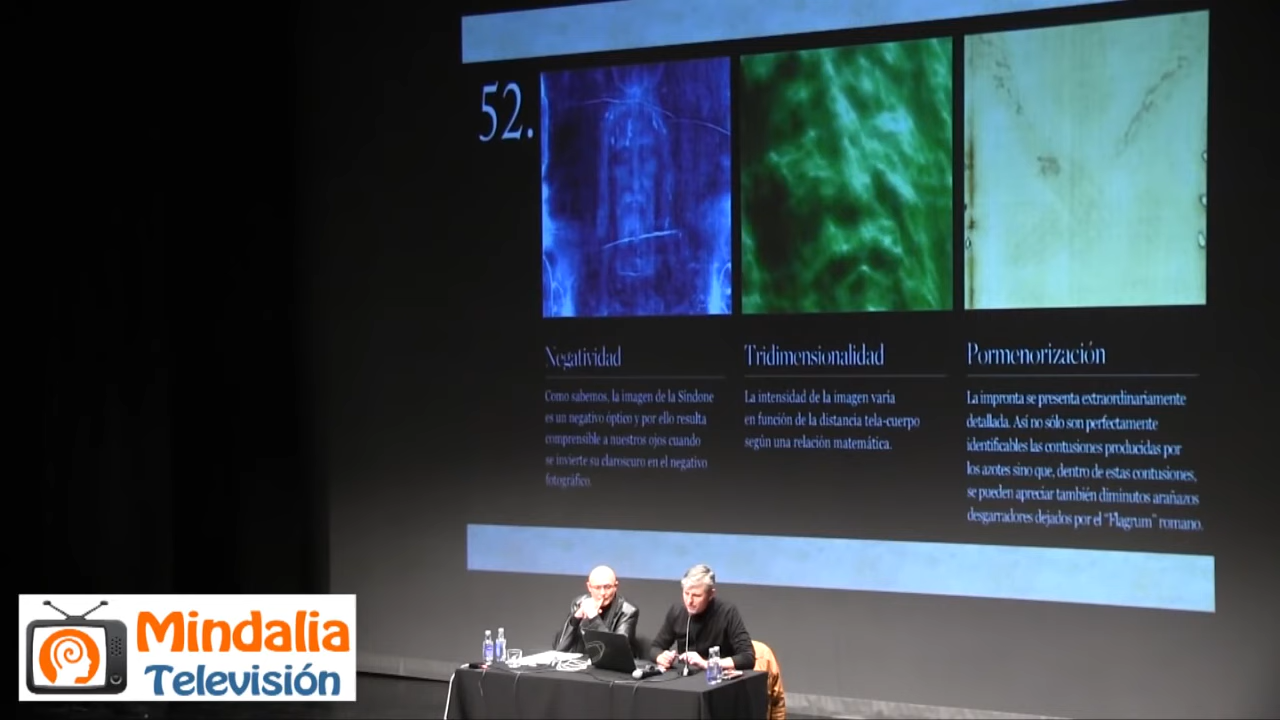 52.
Negatividad
Como sabemos, la imagen de la Sindone
es un negativo óptico y por ello resulta
comprensible a nuestros ojos cuando
se invierte su claroscuro en el negativo
fotográfico.
Tridimensionalidad
La intensidad de la imagen varia
en función de la distancia tela-cuerpo
según una relación matemática.
Pormenorización
La impronta se presenta extraordinariamente
detallada. Así no sólo son perfectamente
identificables las contusiones producidas por
los azotes sino que, dentro de estas contusiones,
se pueden apreciar también diminutos arañazos
desgarradores dejados por el "Flagrum" romano.
Mindalia
Televisión